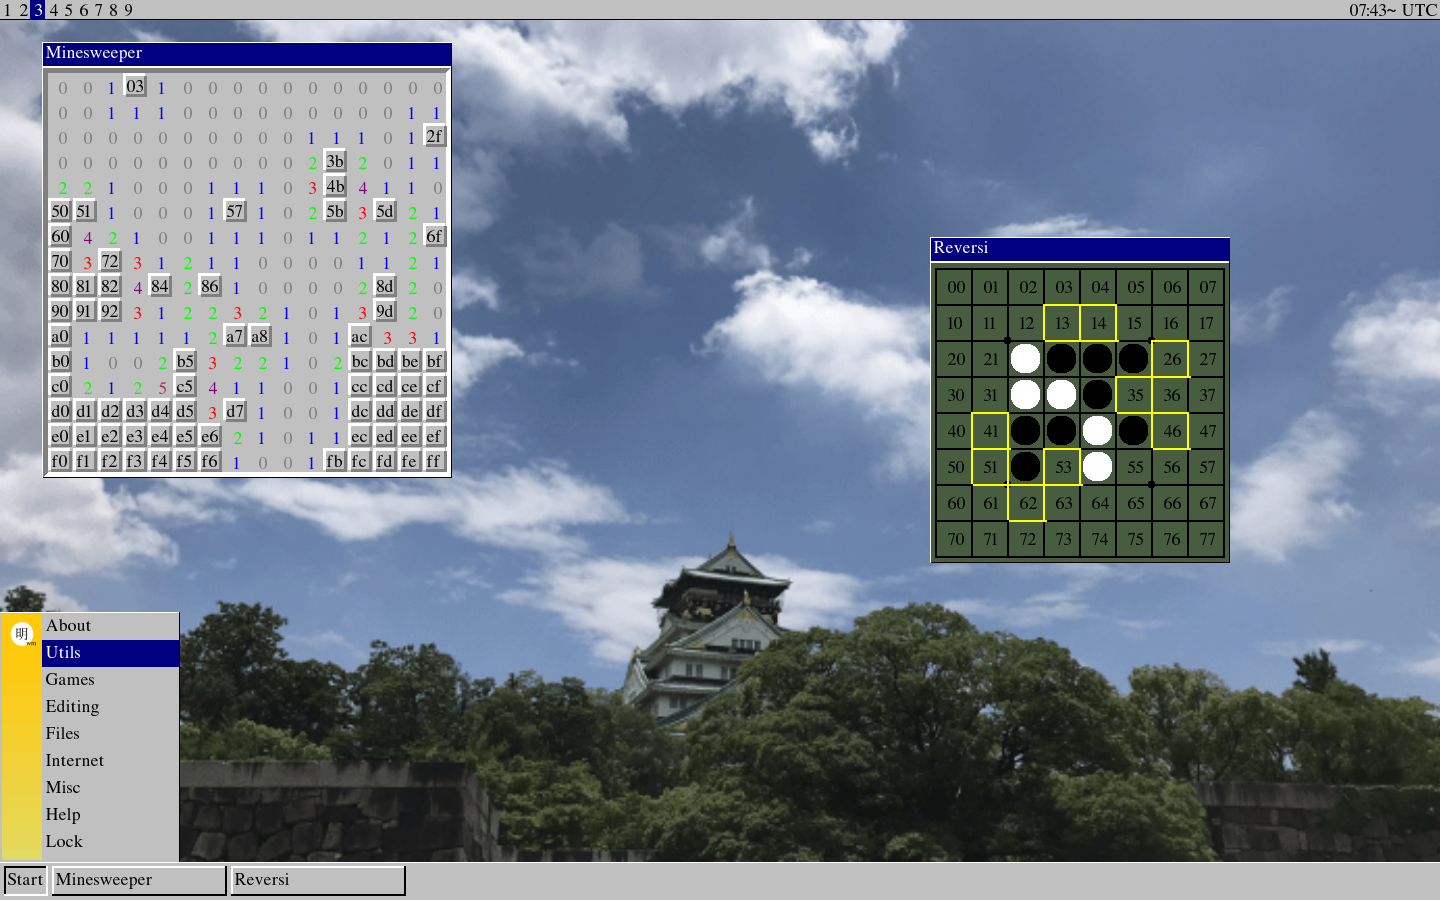 1 2 3 4 5 6 7 8 9 07:43~ UTC
Minesweeper
0 0 1 03 1 0 0 0 0 0 0 0 0 0 0 0
0 0 1 1 1 0 0 0 0 0 0 0 0 0 1 1
0 0 0 0 0 0 0 0 0 0 1 1 1 0 1 2f
0 0 0 0 0 0 0 0 0 0 2 3b 2 0 1 1
2 2 1 0 0 0 1 1 1 0 3 4b 4 1 1 0
50 51 1 0 0 0 1 57 1 0 2 5b 3 5d 2 1
60 4 2 1 0 0 1 1 1 0 1 1 2 1 2 6f
70 3 72 3 1 2 1 1 0 0 0 0 1 1 2 1
80 81 82 4 84 2 86 1 0 0 0 0 2 8d 2 0
90 91 92 3 1 2 2 3 2 1 0 1 3 9d 2 0
a0 1 1 1 1 1 2 a7 a8 1 0 1 ac 3 3 1
b0 1 0 0 2 b5 3 2 2 1 0 2 bc bd be bf
c0 2 1 2 5 c5 4 1 1 0 0 1 cc cd ce cf
d0 d1 d2 d3 d4 d5 3 d7 1 0 0 1 dc dd de df
e0 e1 e2 e3 e4 e5 e6 2 1 0 1 1 ec ed ee ef
f0 f1 f2 f3 f4 f5 f6 1 0 0 1 fb fc fd fe ff
Reversi
00 01 02 03 04 05 06 07
10 11 12 13 14 15 16 17
20 21 26 27
30 31 35 36 37
40 41 46 47
50 51 53 55 56 57
60 61 62 63 64 65 66 67
70 71 72 73 74 75 76 77
明
wm
About
Utils
Games
Editing
Files
Internet
Misc
Help
Lock
Start Minesweeper Reversi